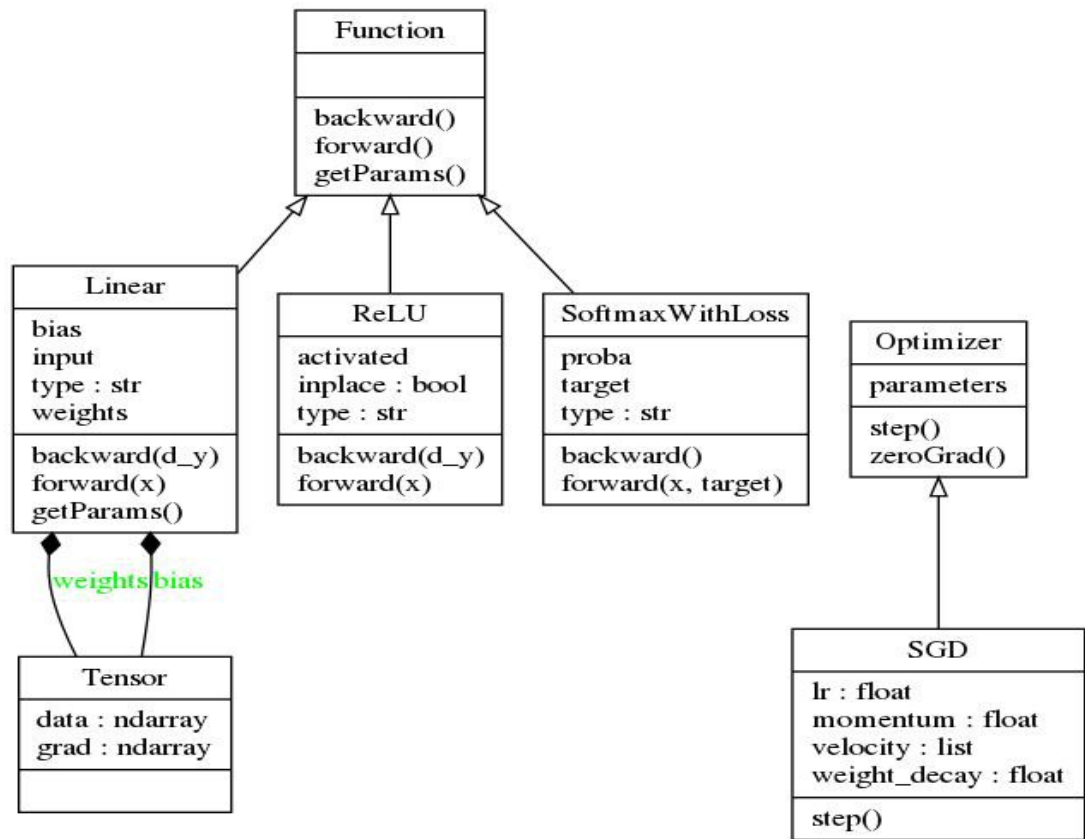 Function
backward()
forward()
getParams()
Linear
bias
input
type : str
weights
backward(d_y)
forward(x)
getParams()
ReLU
activated
inplace : bool
type : str
backward(d_y)
forward(x)
SoftmaxWithLoss
proba
target
type : str
backward()
forward(x, target)
Optimizer
parameters
step()
zeroGrad()
weights
bias
Tensor
data : ndarray
grad : ndarray
SGD
lr : float
momentum : float
velocity : list
weight_decay : float
step()